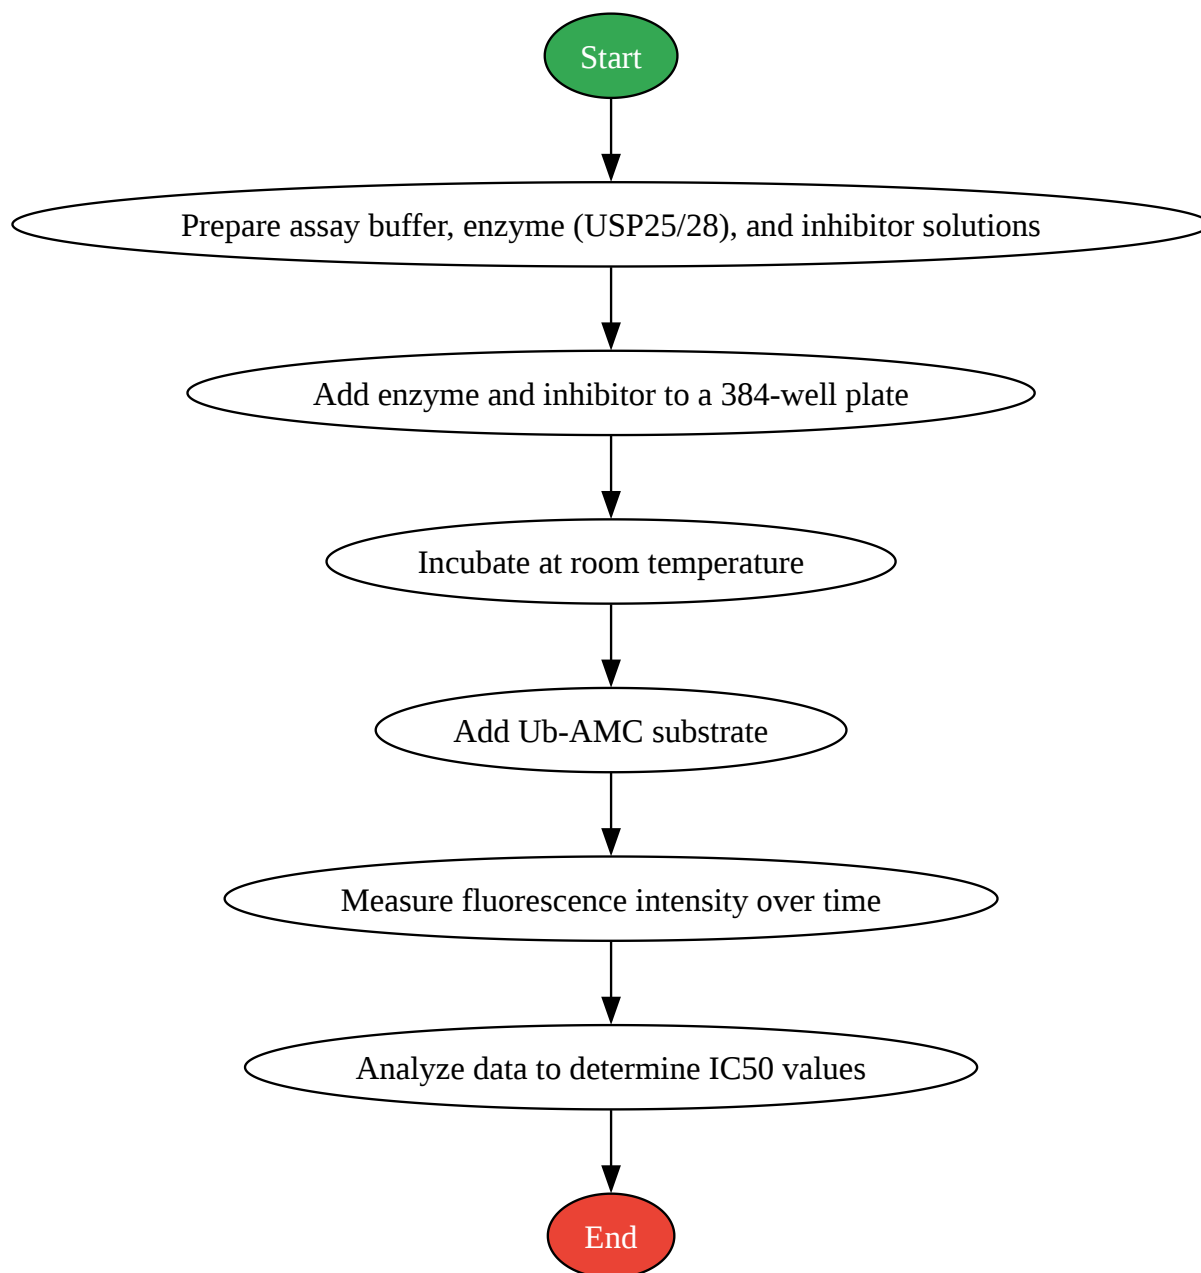 Start
Prepare assay buffer, enzyme (USP25/28), and inhibitor solutions
Add enzyme and inhibitor to a 384-well plate
Incubate at room temperature
Add Ub-AMC substrate
Measure fluorescence intensity over time
Analyze data to determine IC50 values
End